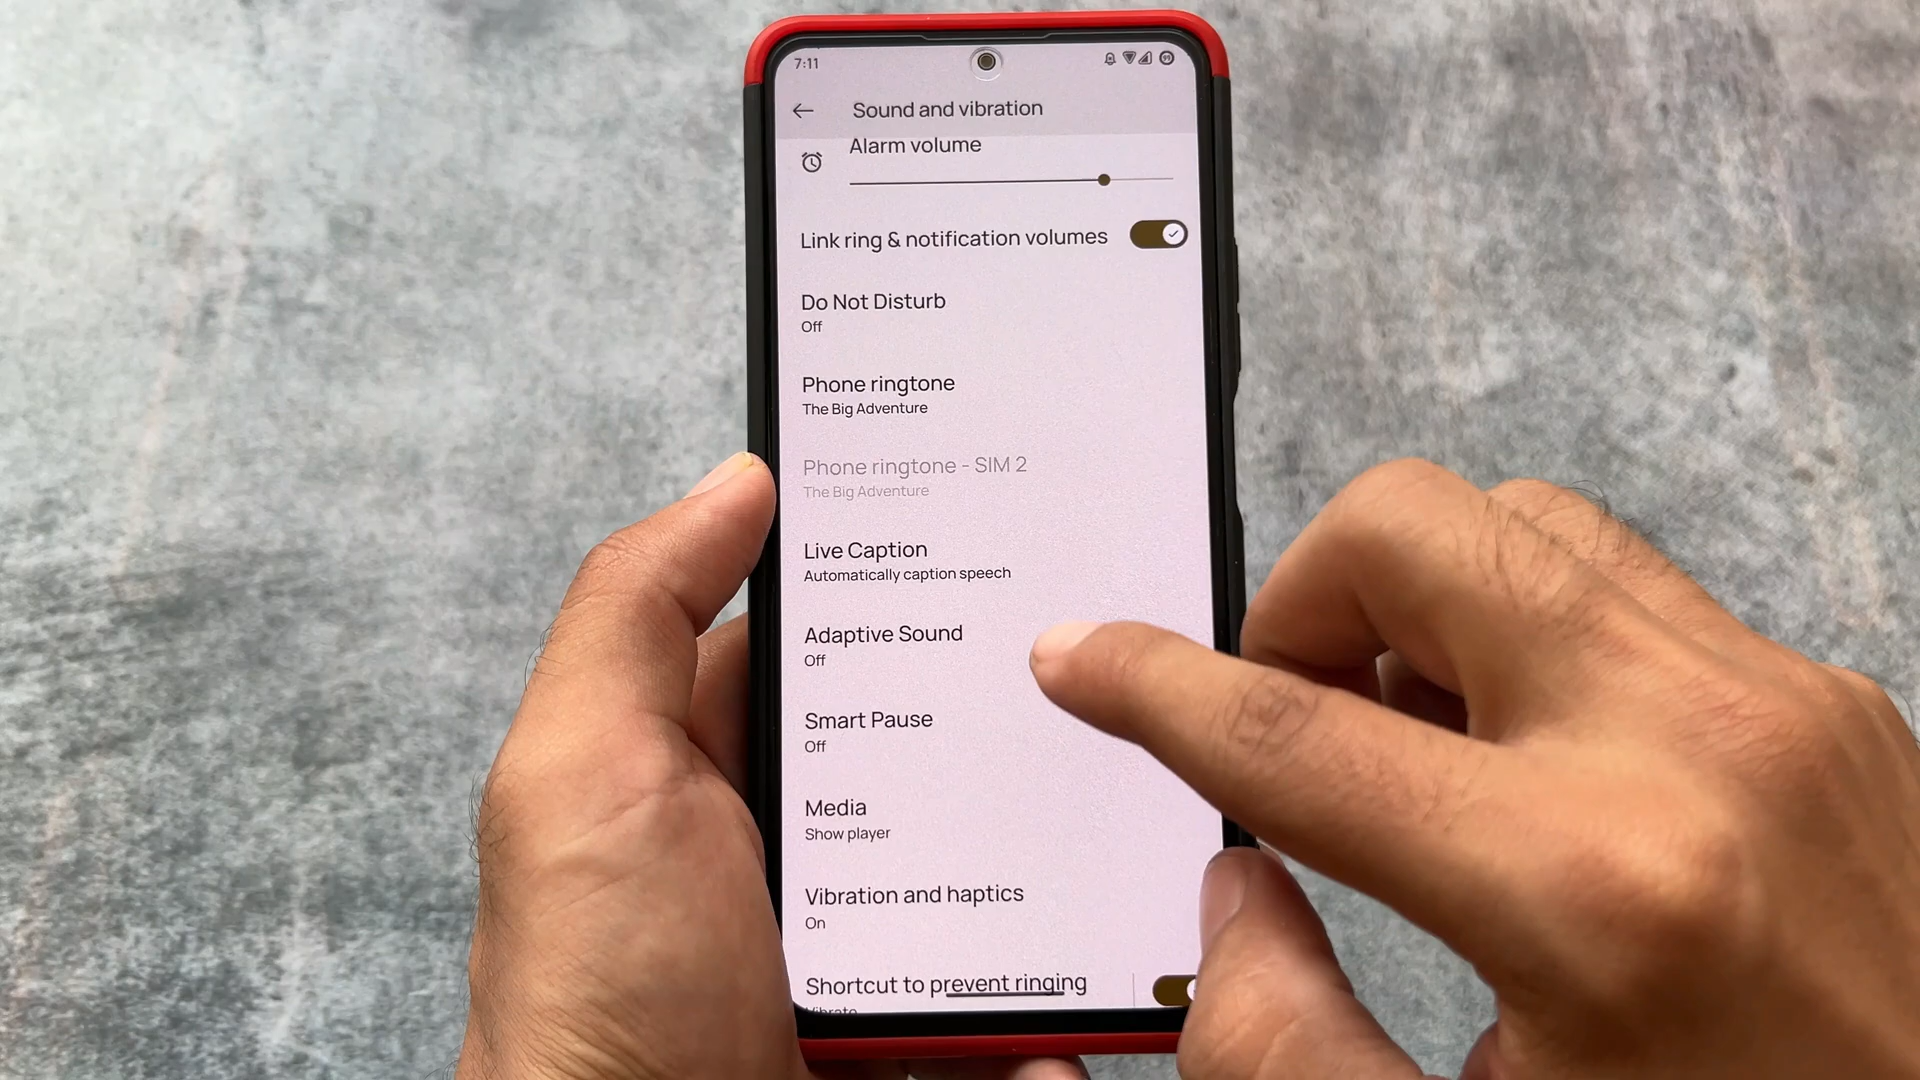 7:11
Sound and vibration
Alarm volume
Link ring & notification volumes
Do Not Disturb
Off
Phone ringtone
The Big Adventure
Phone ringtone - SIM 2
The Big Adventure
Live Caption
Automatically caption speech
Adaptive Sound
Off
Smart Pause
Off
Media
Show player
Vibration and haptics
On
Shortcut to prevent ringing
Vibrate